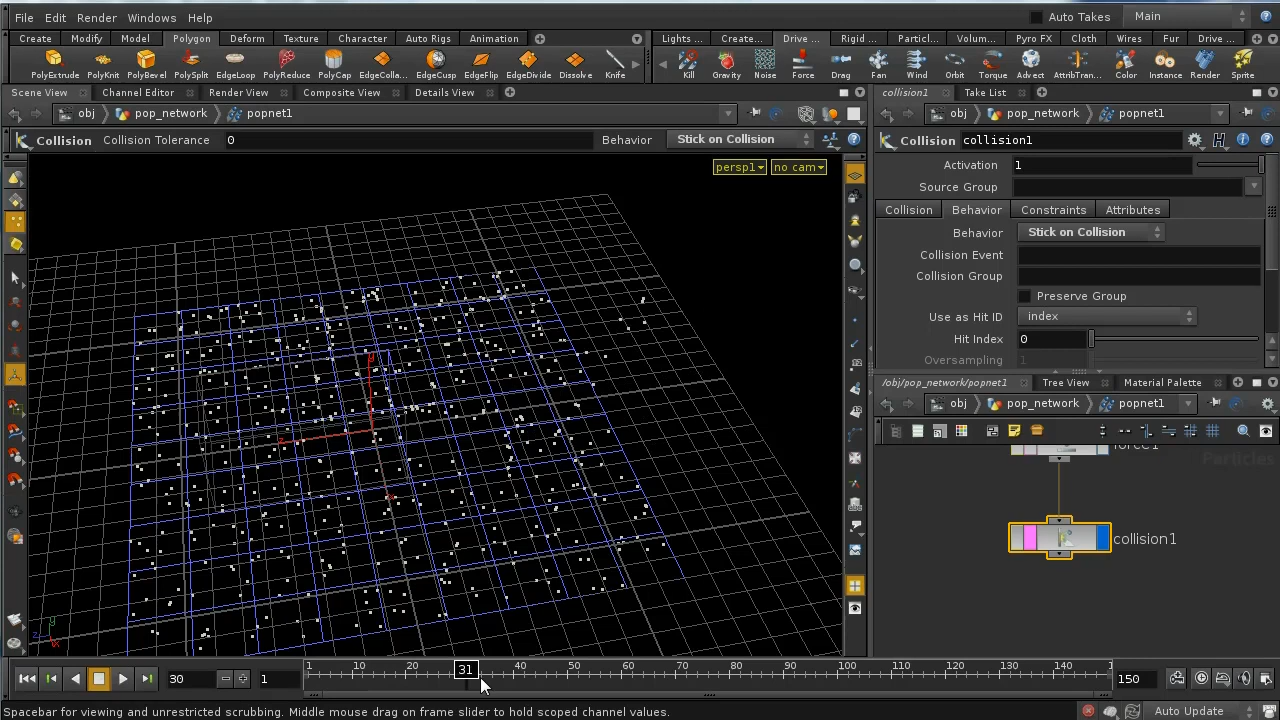 File Edit Render Windows Help Auto Takes Main
Create Modify Model Polygon Deform Texture Character Auto Rigs Animation Lights ... Create... Drive ... Rigid ... Particl... Volum... Pyro FX Cloth Wires Fur Drive ...
PolyExtrude PolyKnit PolyBevel PolySplit EdgeLoop PolyReduce PolyCap EdgeColla... EdgeCusp EdgeFlip EdgeDivide Dissolve Knife Kill Gravity Noise Force Drag Fan Wind Orbit Torque Advect AttribTran... Color Instance Render Sprite
Scene View Channel Editor Render View Composite View Details View collision1 Take List
obj pop_network popnet1 obj pop_network popnet1
Collision Collision Tolerance 0 Behavior Stick on Collision Collision collision1
persp1 no cam
Activation 1
Source Group
Collision Behavior Constraints Attributes
Behavior Stick on Collision
Collision Event
Collision Group
Preserve Group
Use as Hit ID index
Hit Index 0
Oversampling 1
/obj/pop_network/popnet1 Tree View Material Palette
obj pop_network popnet1
force1
Particles
collision1
30 1 1 10 20 31 40 50 60 70 80 90 100 110 120 130 140 1 150
Spacebar for viewing and unrestricted scrubbing. Middle mouse drag on frame slider to hold scoped channel values. Auto Update